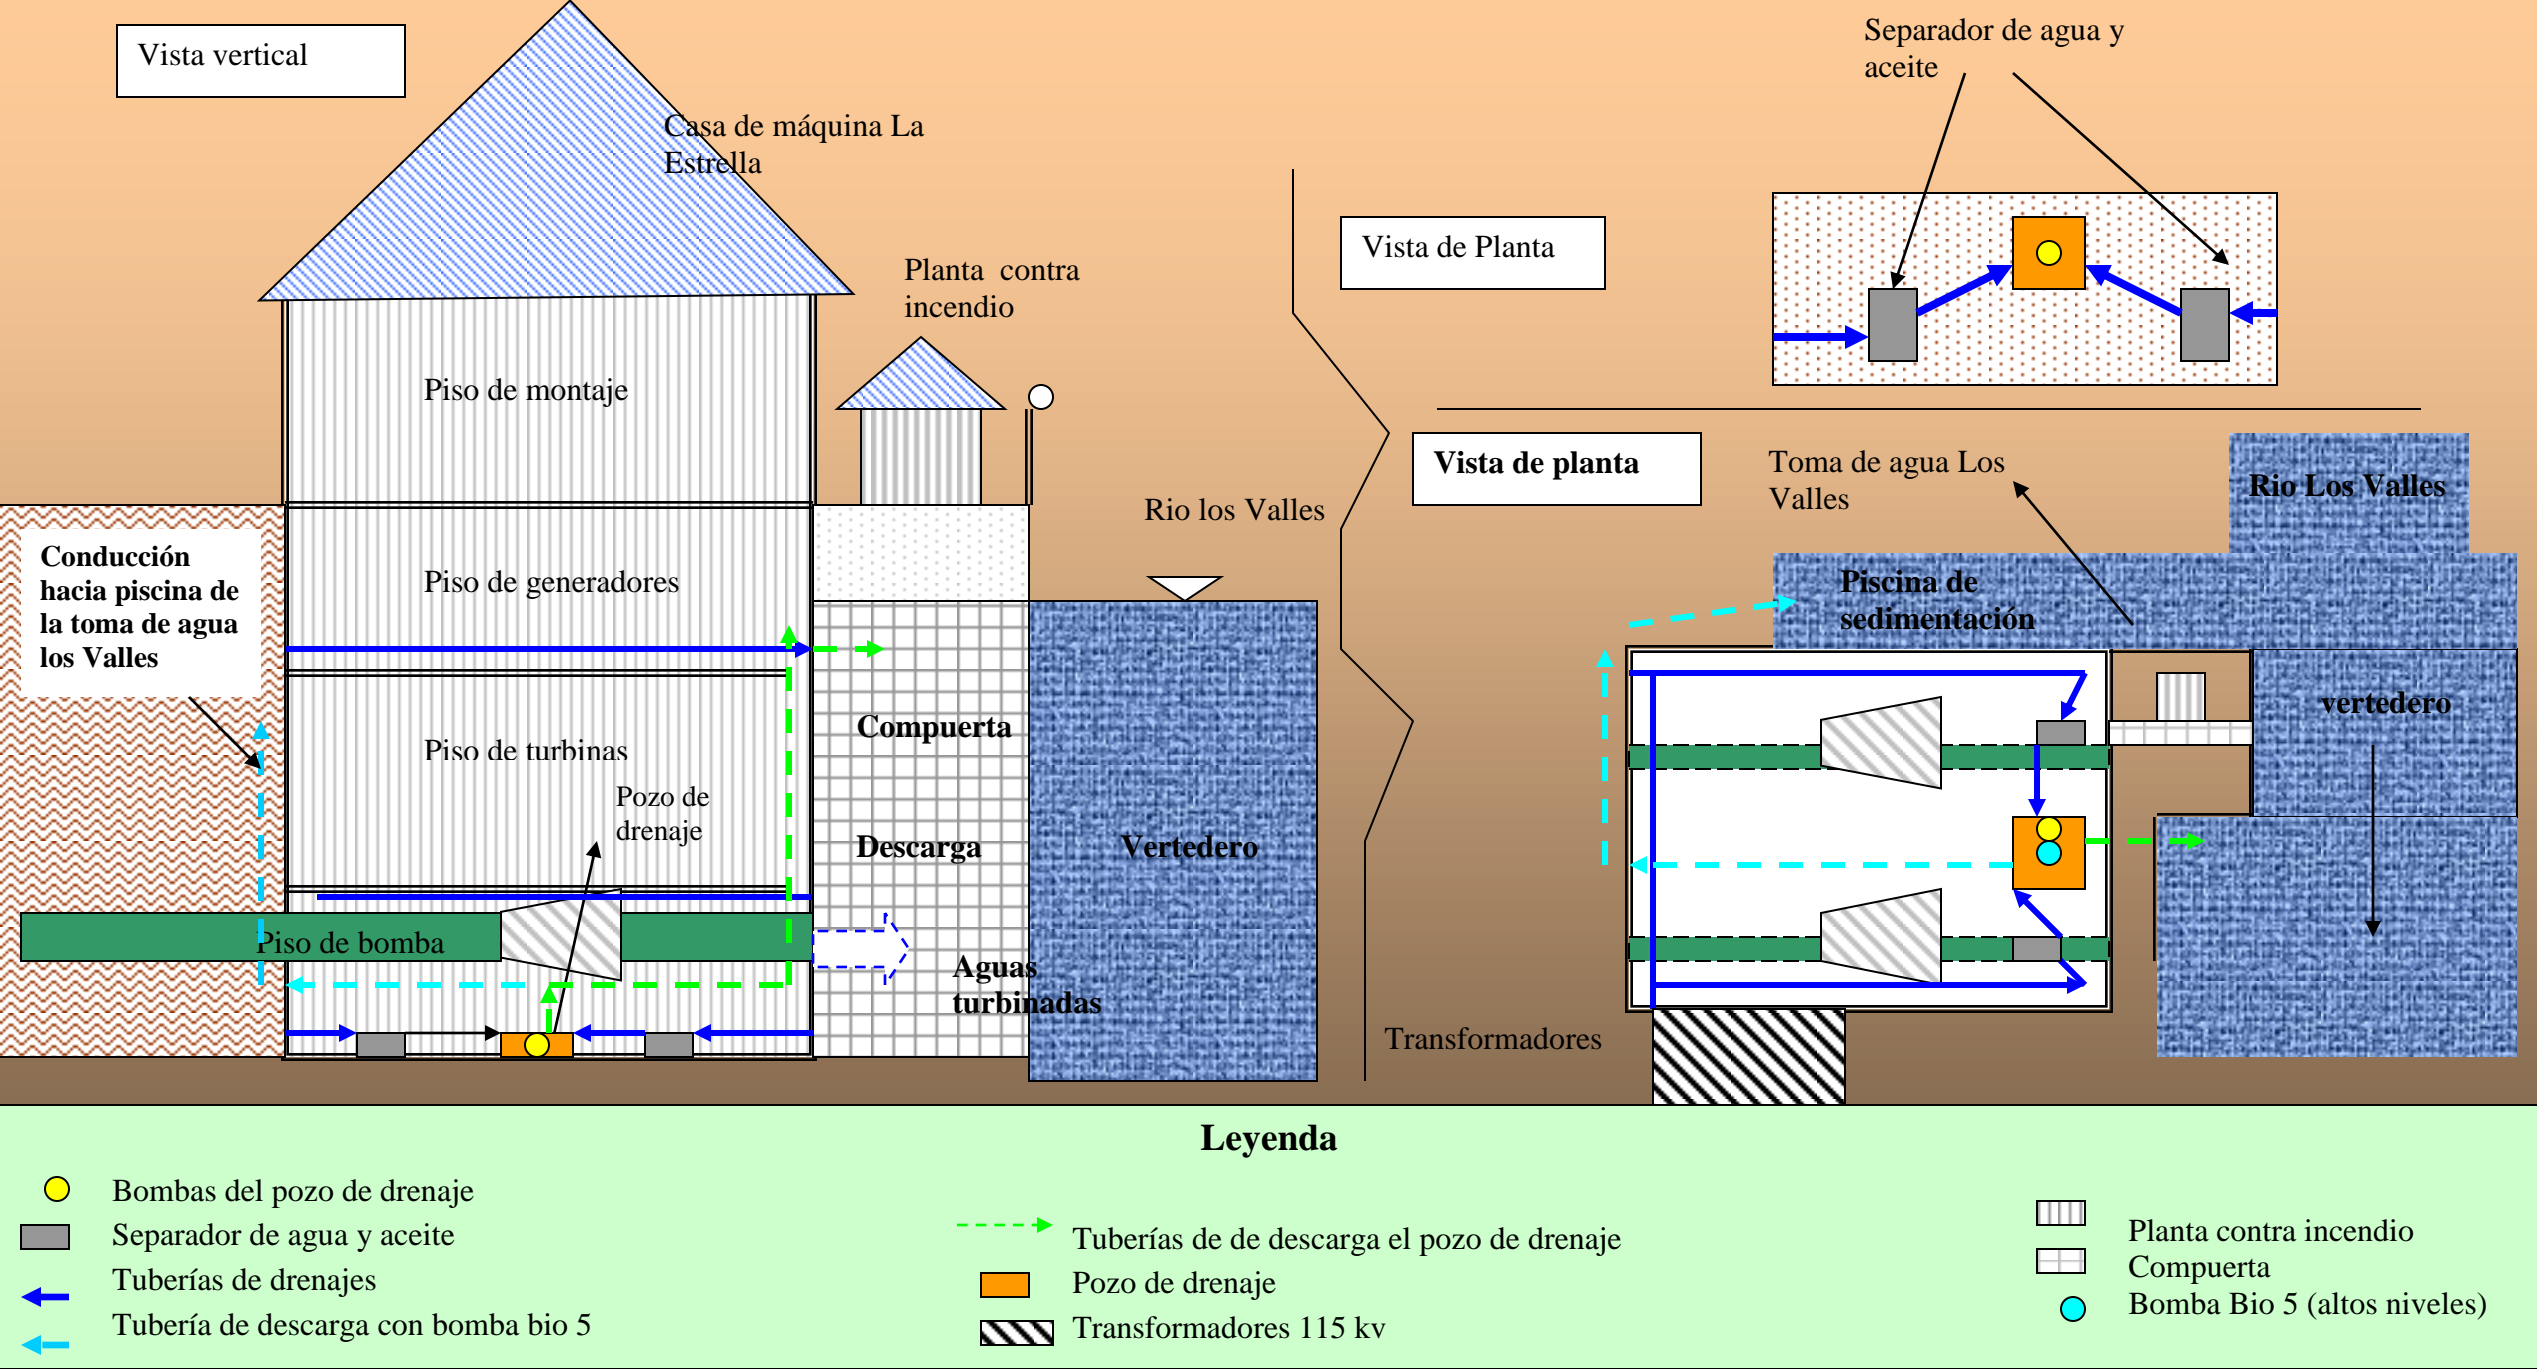 Vista vertical
Casa de máquina La
Estrella
Planta contra
incendio
Piso de montaje
Rio los Valles
Conducción
hacia piscina de
la toma de agua
los Valles
Piso de generadores
Compuerta
Piso de turbinas
Pozo de
drenaje
Descarga
Vertedero
Piso de bomba
Aguas
turbinadas
Separador de agua y
aceite
Vista de Planta
Vista de planta
Toma de agua Los
Valles
Rio Los Valles
Piscina de
sedimentación
vertedero
Transformadores
Leyenda
Bombas del pozo de drenaje
Separador de agua y aceite
Tuberías de drenajes
Tubería de descarga con bomba bio 5
Tuberías de de descarga el pozo de drenaje
Pozo de drenaje
Transformadores 115 kv
Planta contra incendio
Compuerta
Bomba Bio 5 (altos niveles)